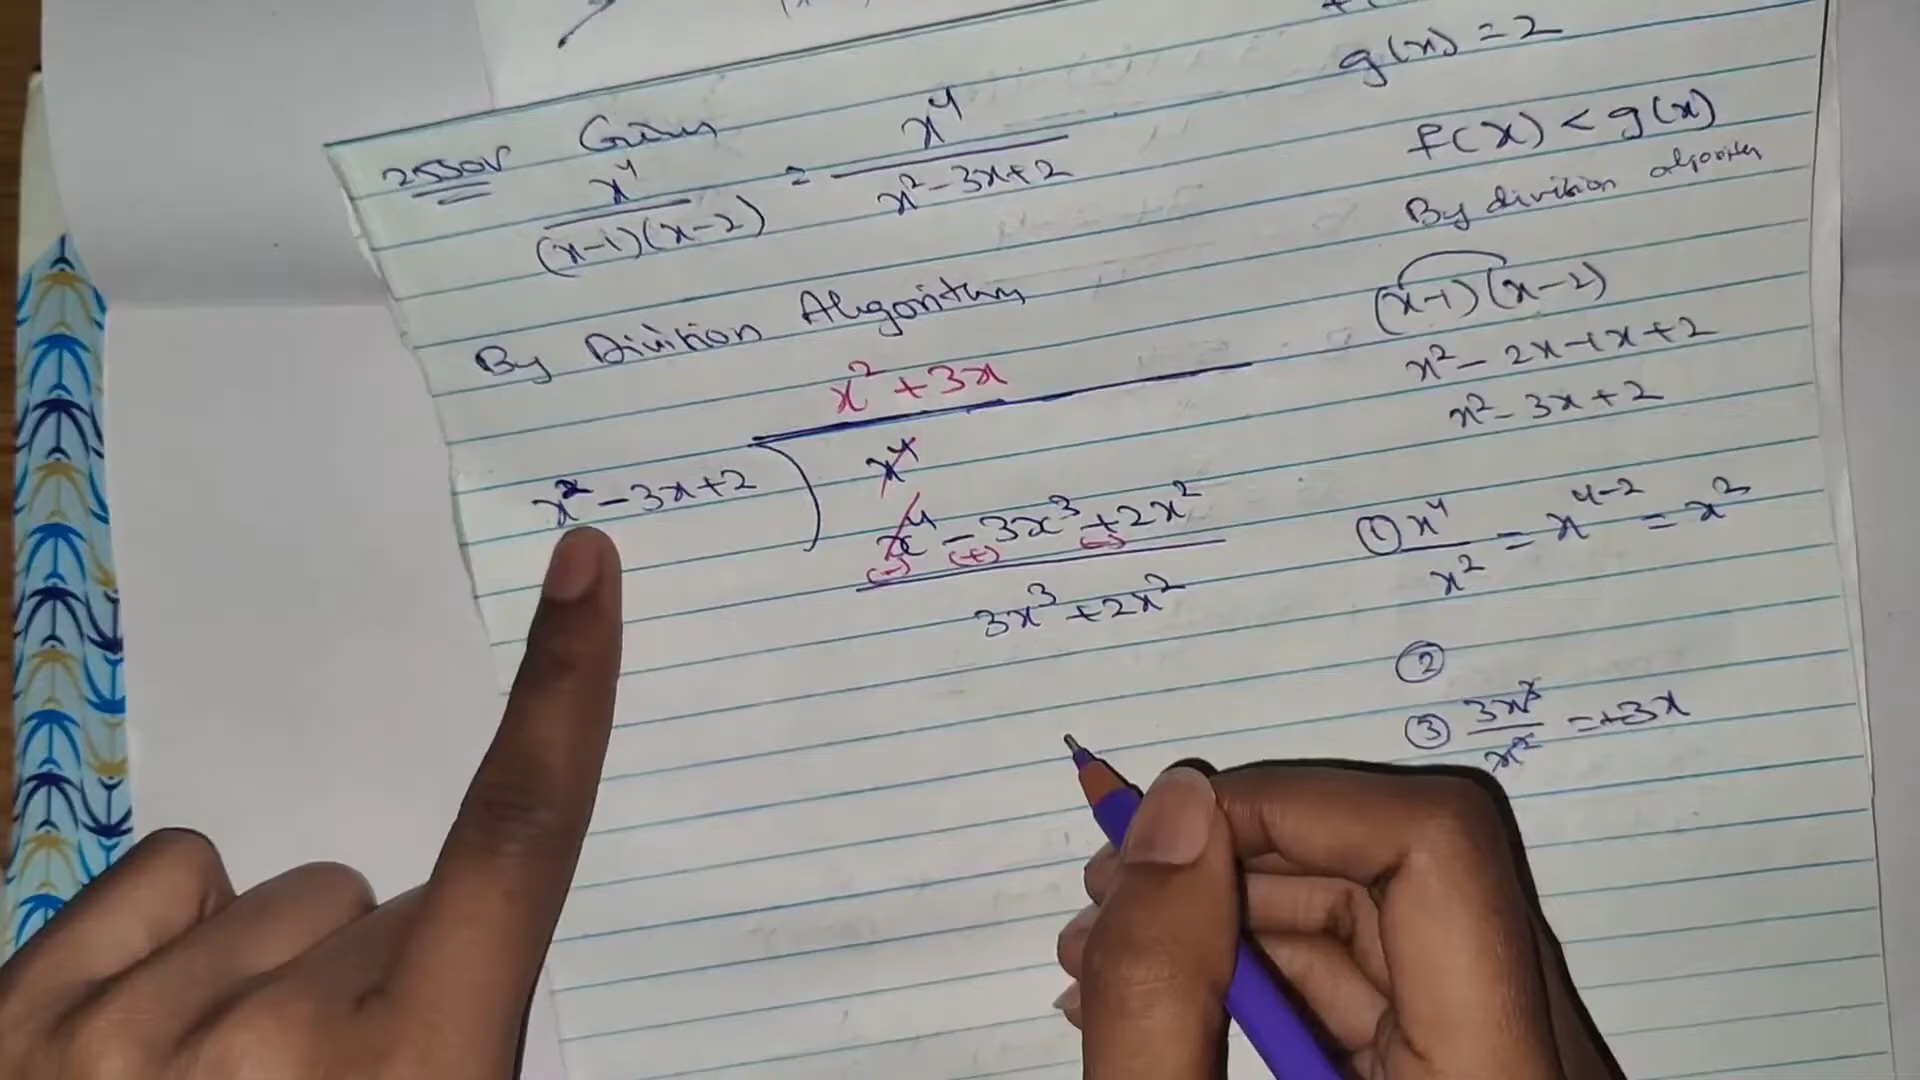 g(x) = 2
f(x) < g(x)
By division
Given
x⁴/(x-1)(x-2) = x⁴/x²-3x+2
By Division Algorithm
x² + 3x
x²-3x+2 ) x⁴
x⁴ - 3x³ + 2x²
(-) (+) (-)
3x³ + 2x²
(x-1)(x-2)
x² - 2x - 1x + 2
x² - 3x + 2
① x⁴/x² = x⁴⁻² = x²
②
③ 3x³/x² = +3x